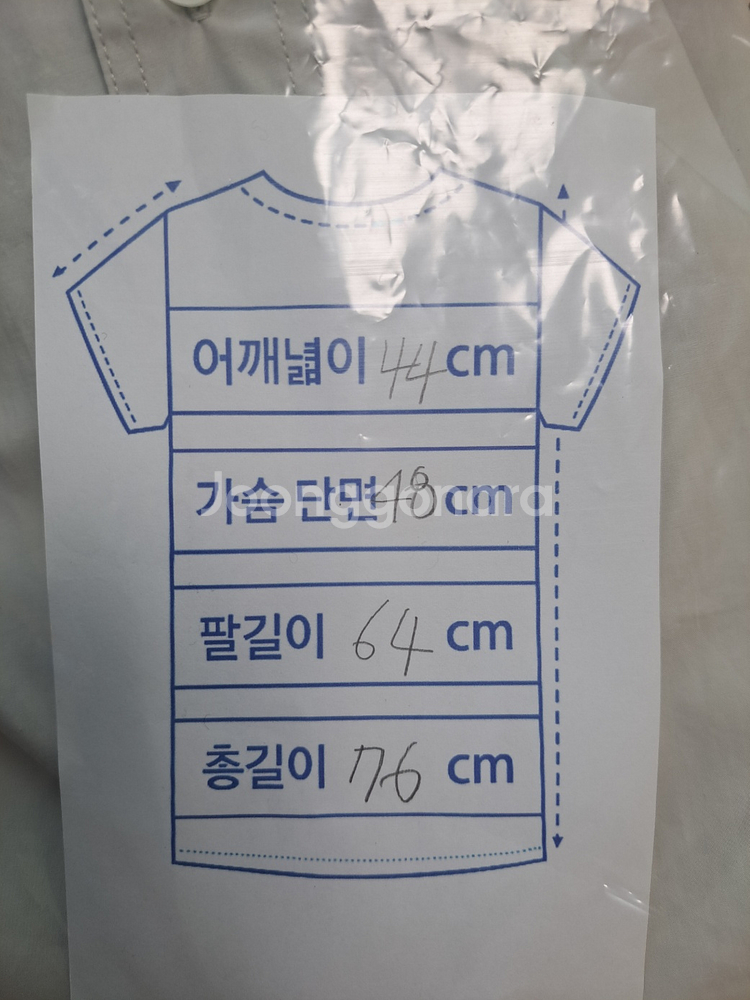 어깨넓이 44 cm
가슴 단면 48 cm
Joonggonara
팔길이 64 cm
총길이 76 cm